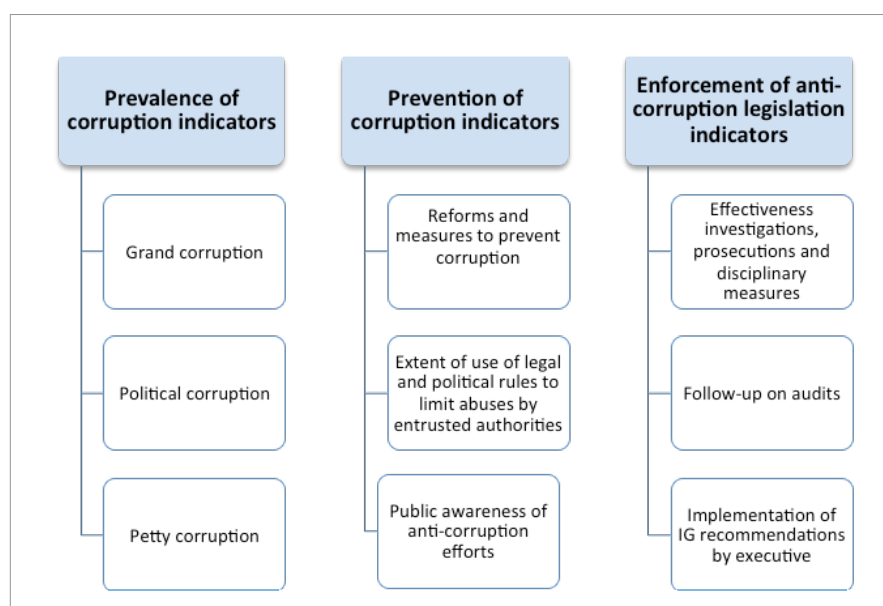 Prevalence of
corruption indicators
Grand corruption
Political corruption
Petty corruption
Prevention of
corruption indicators
Reforms and
measures to prevent
corruption
Extent of use of legal
and political rules to
limit abuses by
entrusted authorities
Public awareness of
anti-corruption
efforts
Enforcement of anti-
corruption legislation
indicators
Effectiveness
investigations,
prosecutions and
disciplinary
measures
Follow-up on audits
Implementation of
IG recommendations
by executive